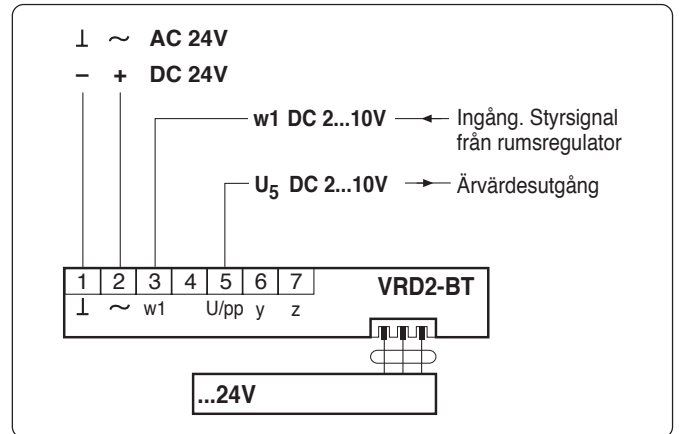 ⊥ ~ AC 24V
– + DC 24V
w1 DC 2...10V Ingång. Styrsignal
från rumsregulator
U5 DC 2...10V Ärvärdesutgång
1 2 3 4 5 6 7 VRD2-BT
⊥ ~ w1 U/pp y z
...24V